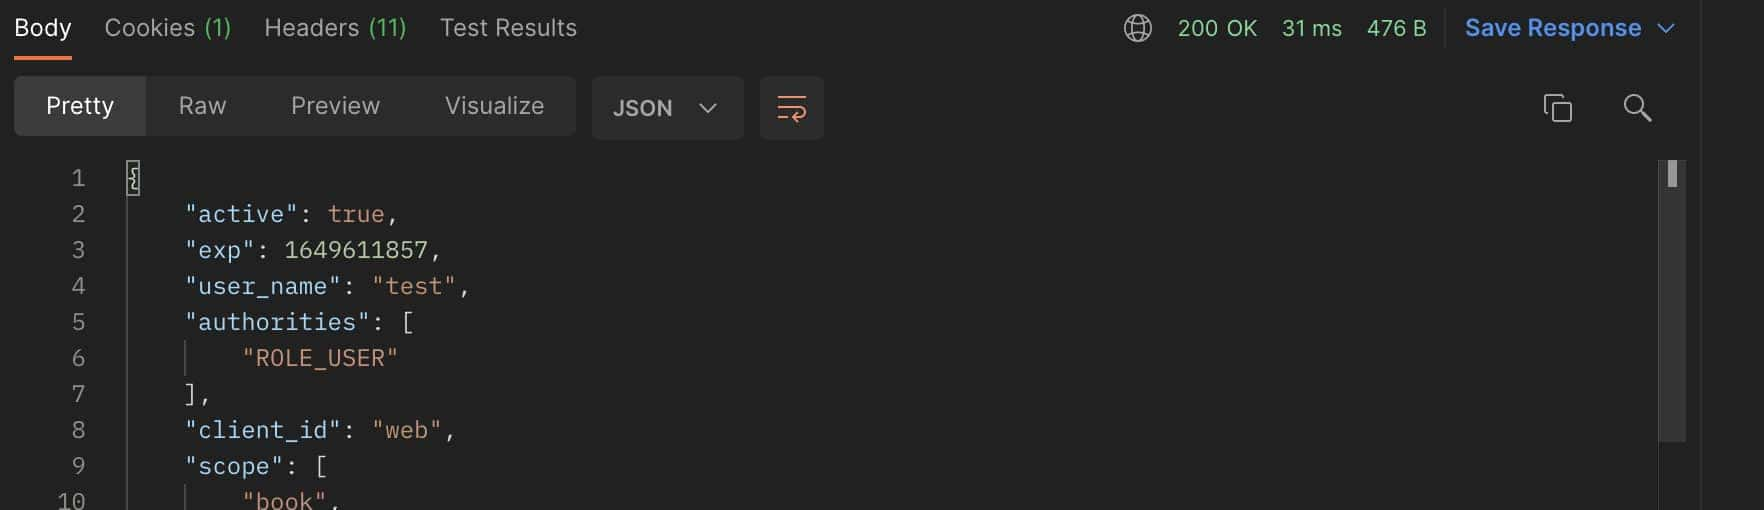 Body Cookies (1) Headers (11) Test Results 200 OK 31 ms 476 B Save Response
Pretty Raw Preview Visualize JSON
1 {
2 "active": true,
3 "exp": 1649611857,
4 "user_name": "test",
5 "authorities": [
6 "ROLE_USER"
7 ],
8 "client_id": "web",
9 "scope": [
10 "book",